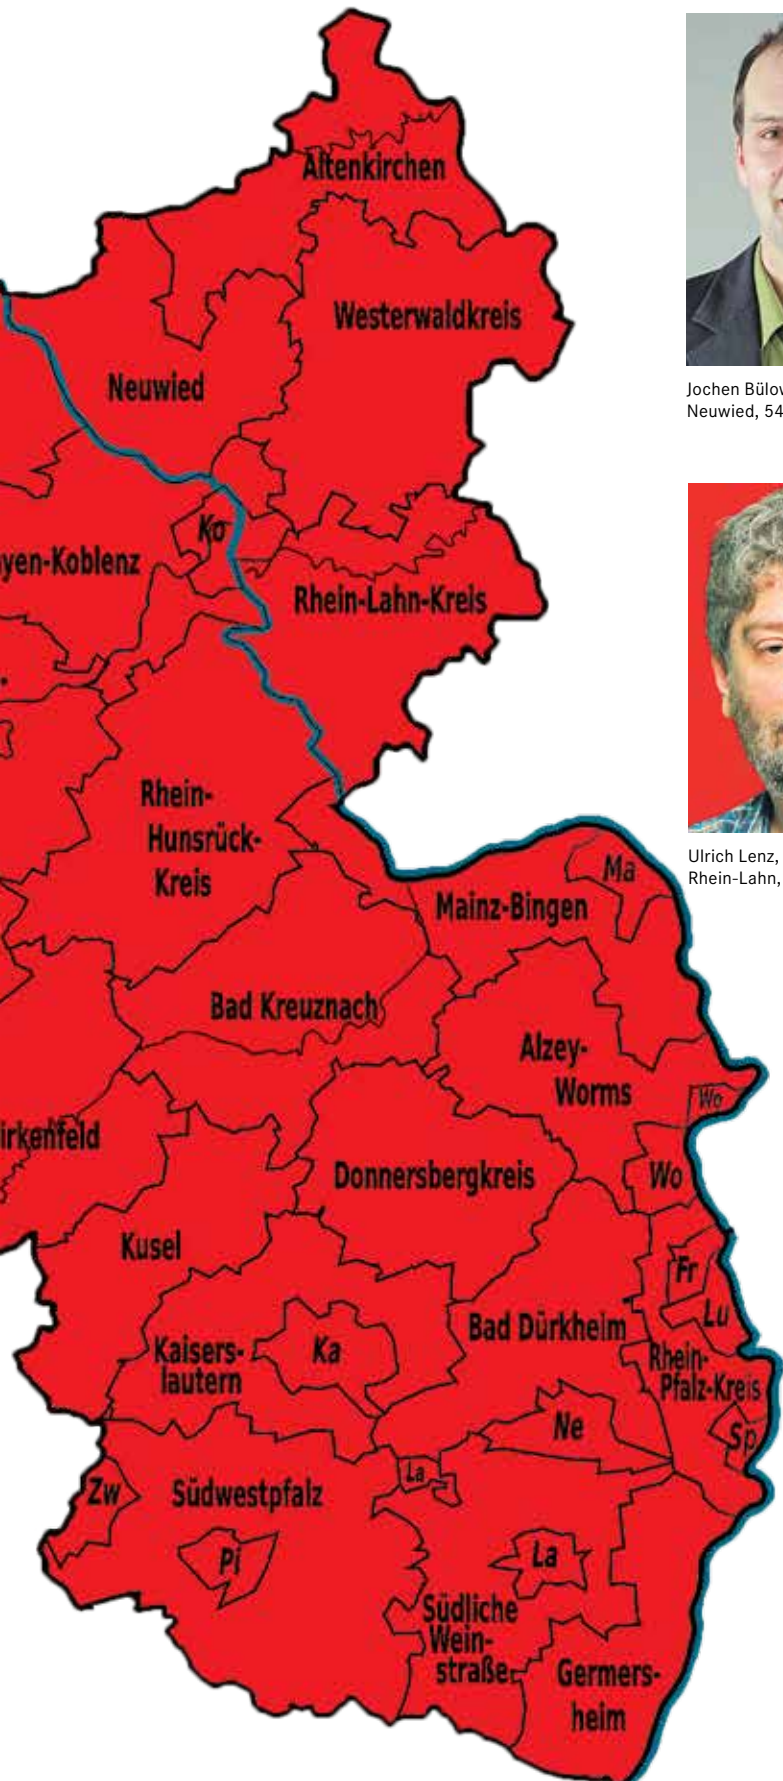 Altenkirchen
Westerwaldkreis
Neuwied
Ko
yen-Koblenz
Rhein-Lahn-Kreis
Rhein-
Hunsrück-
Kreis
Ma
Mainz-Bingen
Bad Kreuznach
Alzey-
Worms
Wo
irkenfeld
Donnersbergkreis
Wo
Kusel
Fr
Lu
Bad Dürkheim
Kaisers-
lautern
Ka
Rhein-
Pfalz-Kreis
Ne
Sp
La
Zw
Südwestpfalz
Pi
La
Südliche
Wein-
straße
Germers-
heim
Jochen Bülow
Neuwied, 54
Ulrich Lenz,
Rhein-Lahn,